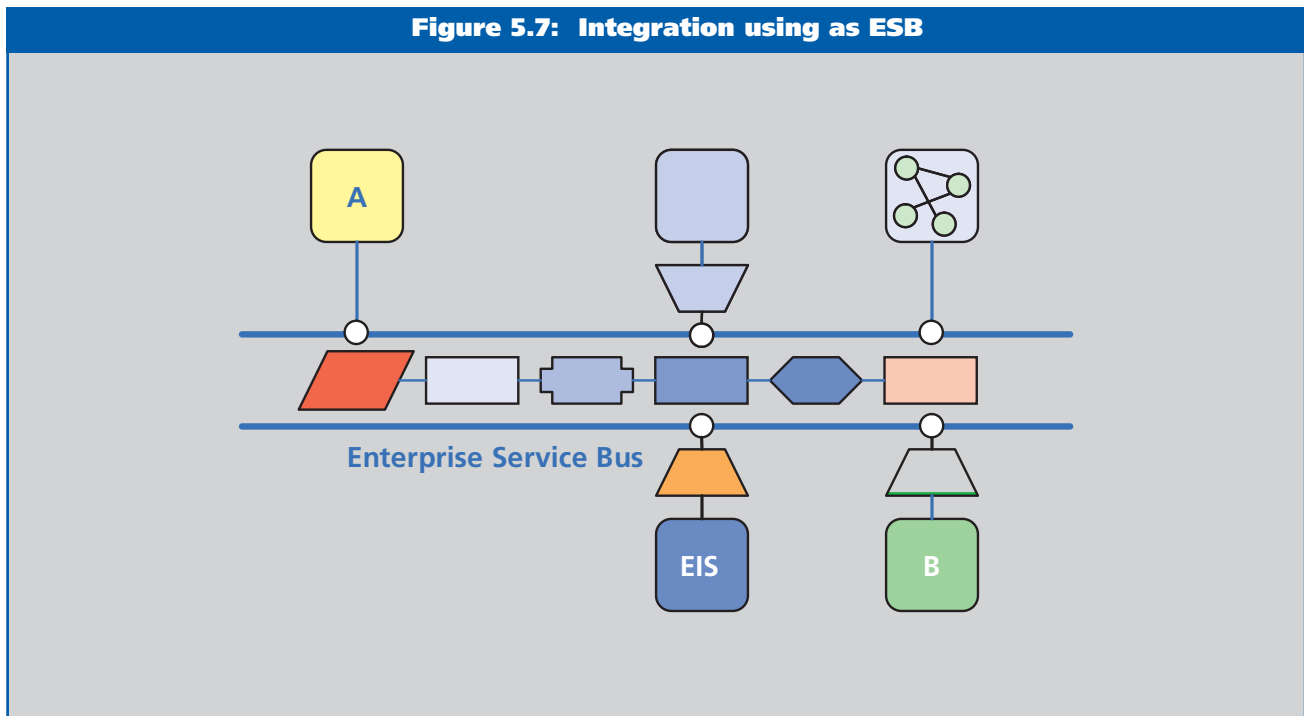 Figure 5.7: Integration using as ESB
A
Enterprise Service Bus
EIS
B